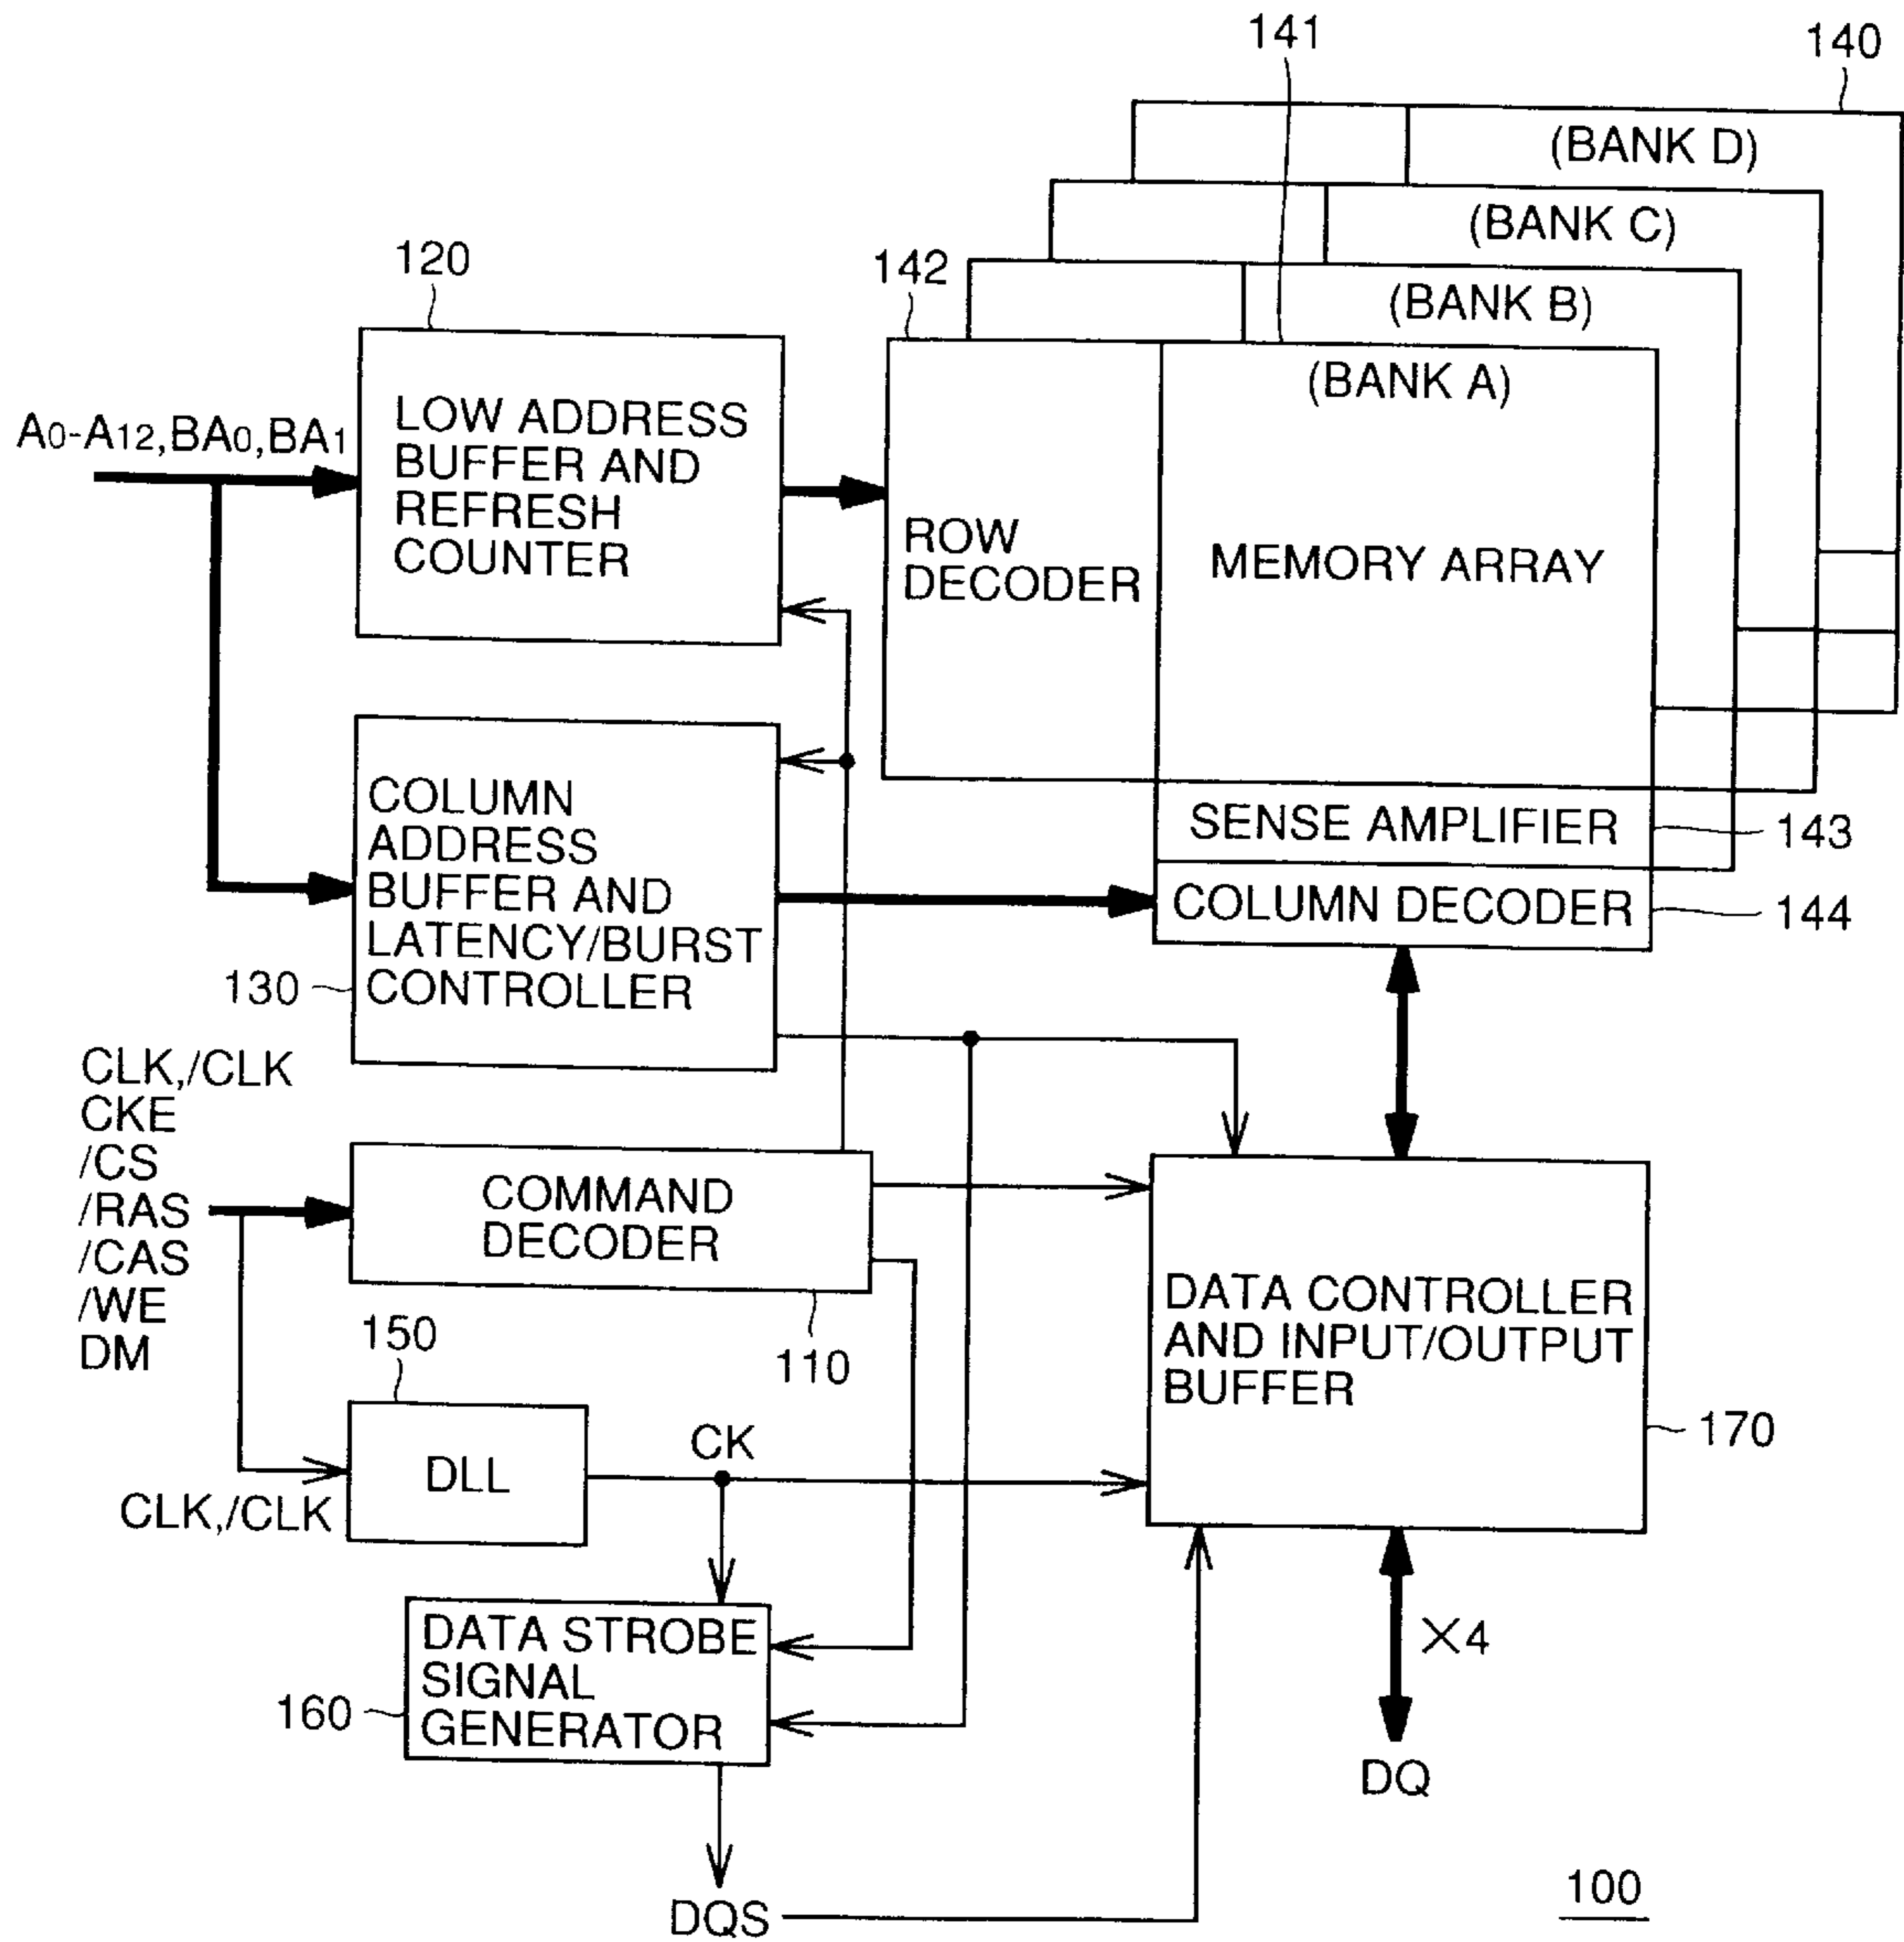 141
140
(BANK D)
(BANK C)
120
142
(BANK B)
(BANK A)
A0-A12,BA0,BA1
LOW ADDRESS
BUFFER AND
REFRESH
COUNTER
ROW
DECODER
MEMORY ARRAY
COLUMN
ADDRESS
BUFFER AND
LATENCY/BURST
CONTROLLER
130
SENSE AMPLIFIER
143
COLUMN DECODER
144
CLK,/CLK
CKE
/CS
/RAS
/CAS
/WE
DM
COMMAND
DECODER
110
150
DLL
CLK,/CLK
CK
DATA CONTROLLER
AND INPUT/OUTPUT
BUFFER
170
DATA STROBE
SIGNAL
GENERATOR
160
X4
DQ
DQS
100